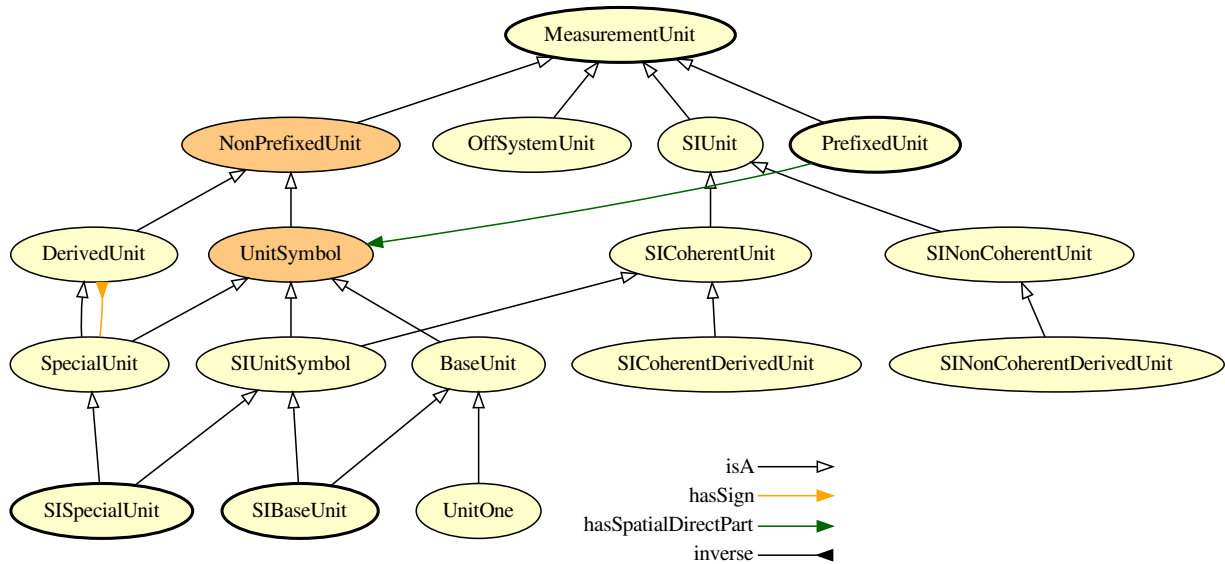 MeasurementUnit
NonPrefixedUnit
OffSystemUnit
SIUnit
PrefixedUnit
DerivedUnit
UnitSymbol
SICoherentUnit
SINonCoherentUnit
SpecialUnit
SIUnitSymbol
BaseUnit
SICoherentDerivedUnit
SINonCoherentDerivedUnit
SISpecialUnit
SIBaseUnit
UnitOne
isA
hasSign
hasSpatialDirectPart
inverse